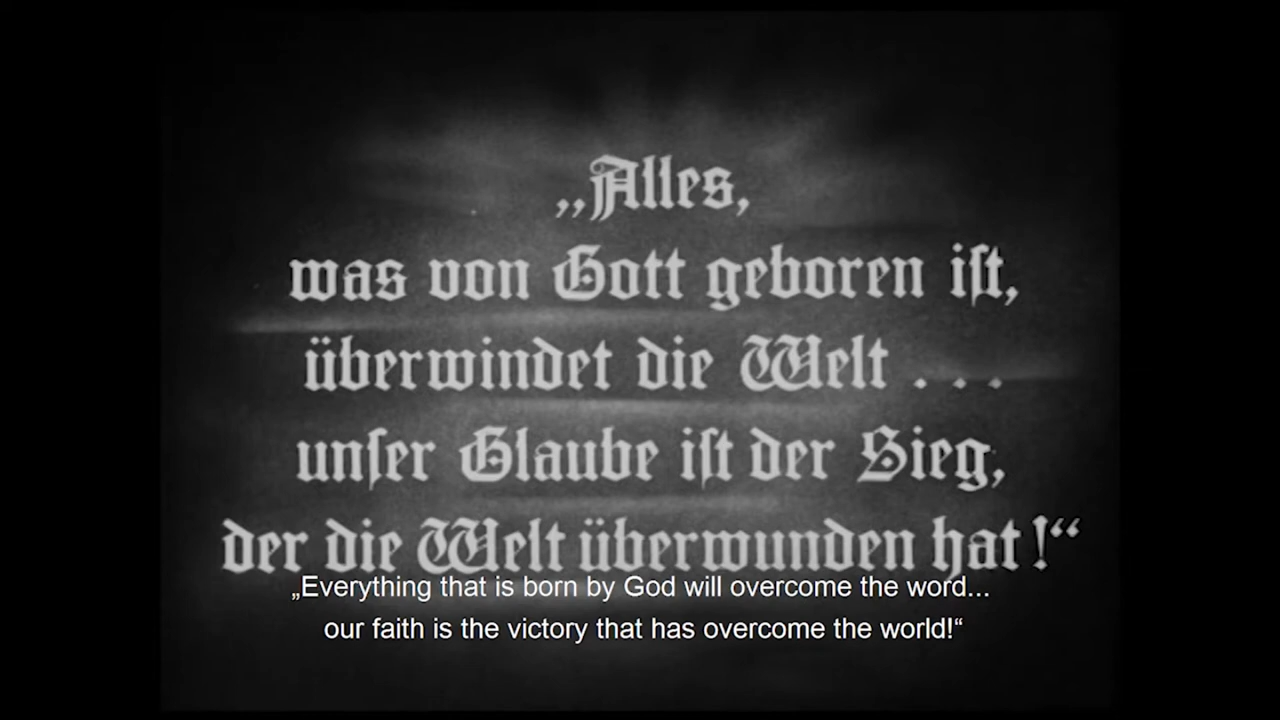 „Alles,
was von Gott geboren iſt,
überwindet die Welt . . .
unſer Glaube iſt der Sieg,
der die Welt überwunden hat !“
„Everything that is born by God will overcome the word...
our faith is the victory that has overcome the world!“